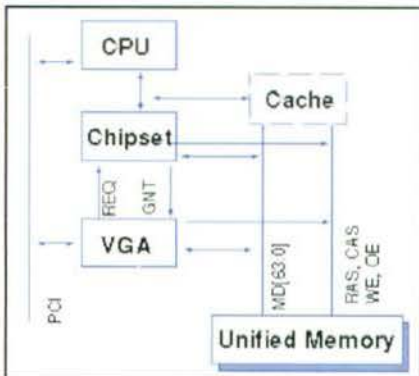 CPU
Cache
Chipset
REQ
GNT
VGA
PCI
MD[63:0]
RAS, CAS
WE, OE
Unified Memory